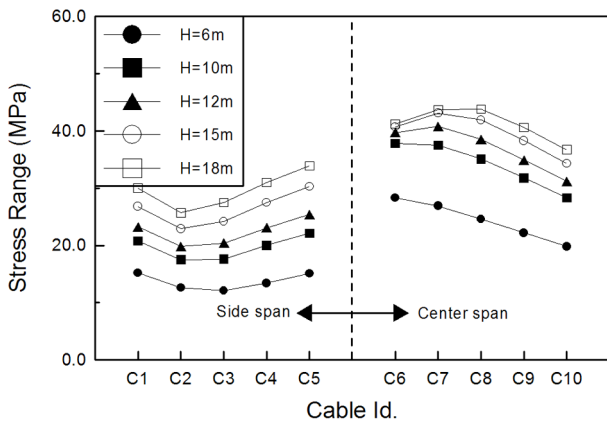 60.0
40.0
20.0
0.0
Stress Range (MPa)
H=6m
H=10m
H=12m
H=15m
H=18m
Side span
Center span
C1 C2 C3 C4 C5 C6 C7 C8 C9 C10
Cable Id.